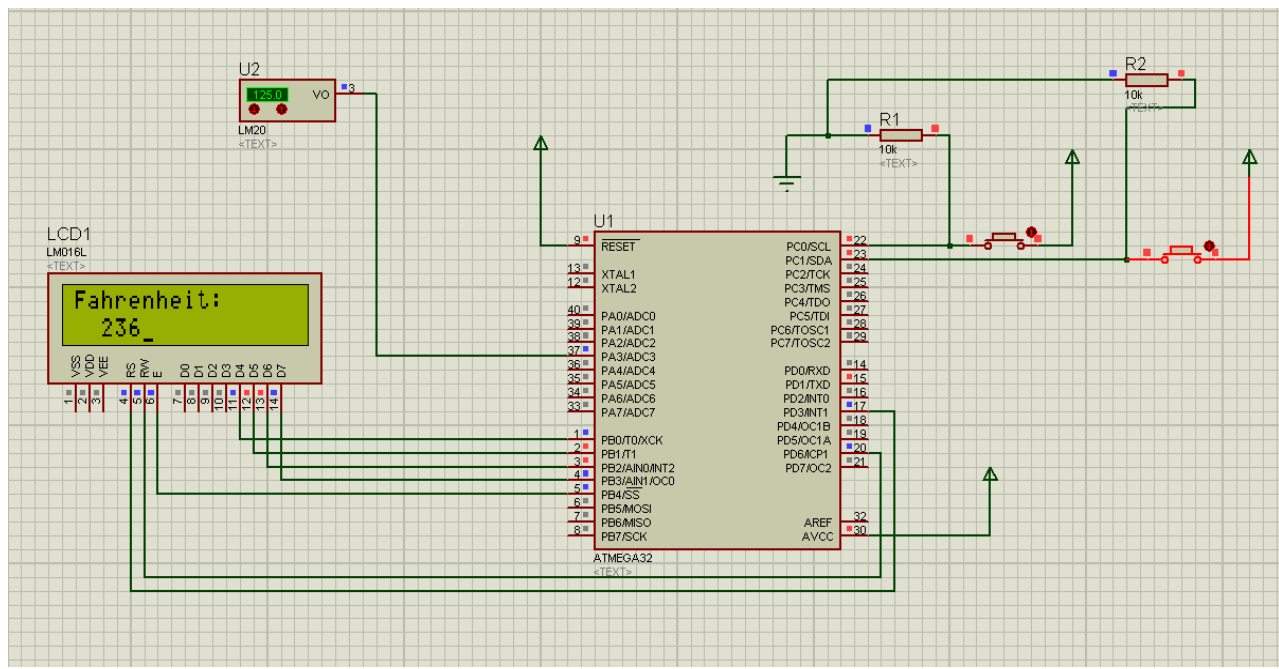 U2
125.0
VO
3
LM20
<TEXT>
R2
10k
<TEXT>
R1
10k
<TEXT>
LCD1
LM016L
<TEXT>
Fahrenheit:
236_
VSS
VDD
VEE
RS
RW
E
D0
D1
D2
D3
D4
D5
D6
D7
1
2
3
4
5
6
7
8
9
10
11
12
13
14
U1
9 RESET
13 XTAL1
12 XTAL2
40 PA0/ADC0
39 PA1/ADC1
38 PA2/ADC2
37 PA3/ADC3
36 PA4/ADC4
35 PA5/ADC5
34 PA6/ADC6
33 PA7/ADC7
1 PB0/T0/XCK
2 PB1/T1
3 PB2/AIN0/INT2
4 PB3/AIN1/OC0
5 PB4/SS
6 PB5/MOSI
7 PB6/MISO
8 PB7/SCK
PC0/SCL 22
PC1/SDA 23
PC2/TCK 24
PC3/TMS 25
PC4/TDO 26
PC5/TDI 27
PC6/TOSC1 28
PC7/TOSC2 29
PD0/RXD 14
PD1/TXD 15
PD2/INT0 16
PD3/INT1 17
PD4/OC1B 18
PD5/OC1A 19
PD6/ICP1 20
PD7/OC2 21
AREF 32
AVCC 30
ATMEGA32
<TEXT>